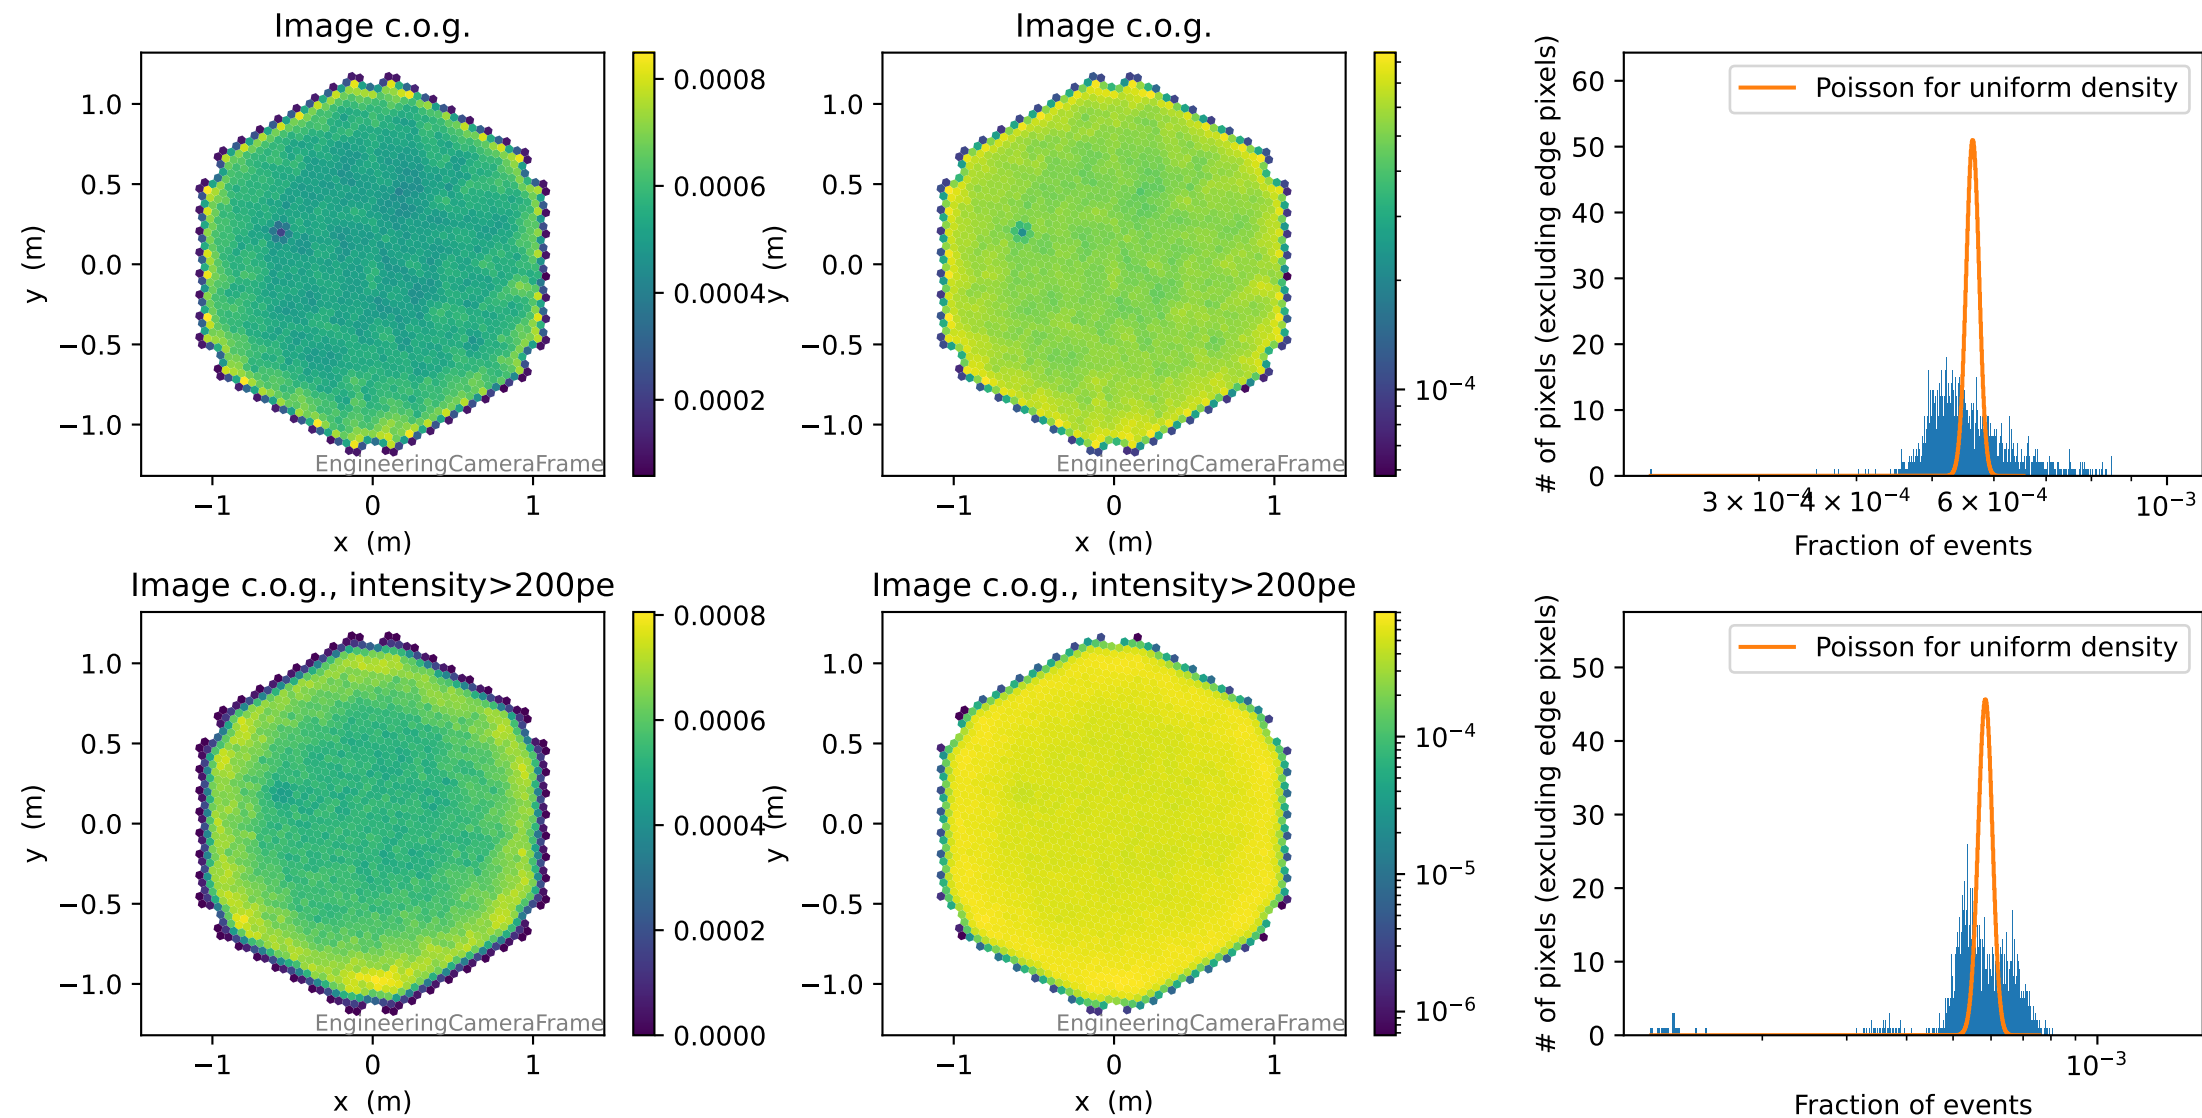 Image c.o.g.
y (m)
1.0
0.5
0.0
−0.5
−1.0
EngineeringCameraFrame
−1 0 1
x (m)
0.0008
0.0006
0.0004
0.0002
Image c.o.g.
y (m)
1.0
0.5
0.0
−0.5
−1.0
EngineeringCameraFrame
−1 0 1
x (m)
10⁻⁴
# of pixels (excluding edge pixels)
60
50
40
30
20
10
0
Poisson for uniform density
3 × 10⁻⁴ 4 × 10⁻⁴ 6 × 10⁻⁴ 10⁻³
Fraction of events
Image c.o.g., intensity>200pe
y (m)
1.0
0.5
0.0
−0.5
−1.0
EngineeringCameraFrame
−1 0 1
x (m)
0.0008
0.0006
0.0004
0.0002
0.0000
Image c.o.g., intensity>200pe
y (m)
1.0
0.5
0.0
−0.5
−1.0
EngineeringCameraFrame
−1 0 1
x (m)
10⁻⁴
10⁻⁵
10⁻⁶
# of pixels (excluding edge pixels)
50
40
30
20
10
0
Poisson for uniform density
10⁻³
Fraction of events